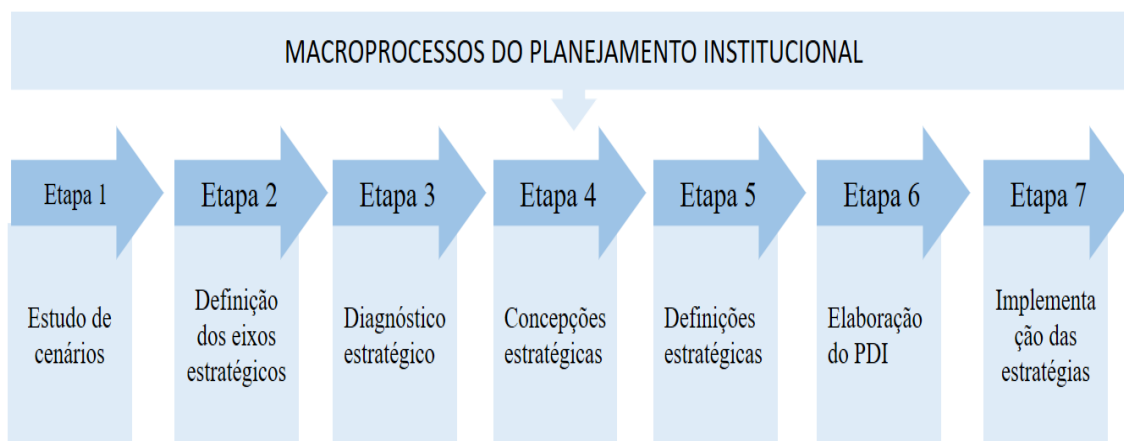 MACROPROCESSOS DO PLANEJAMENTO INSTITUCIONAL
Etapa 1
Estudo de
cenários
Etapa 2
Definição
dos eixos
estratégicos
Etapa 3
Diagnóstico
estratégico
Etapa 4
Concepções
estratégicas
Etapa 5
Definições
estratégicas
Etapa 6
Elaboração
do PDI
Etapa 7
Implementa
ção das
estratégias